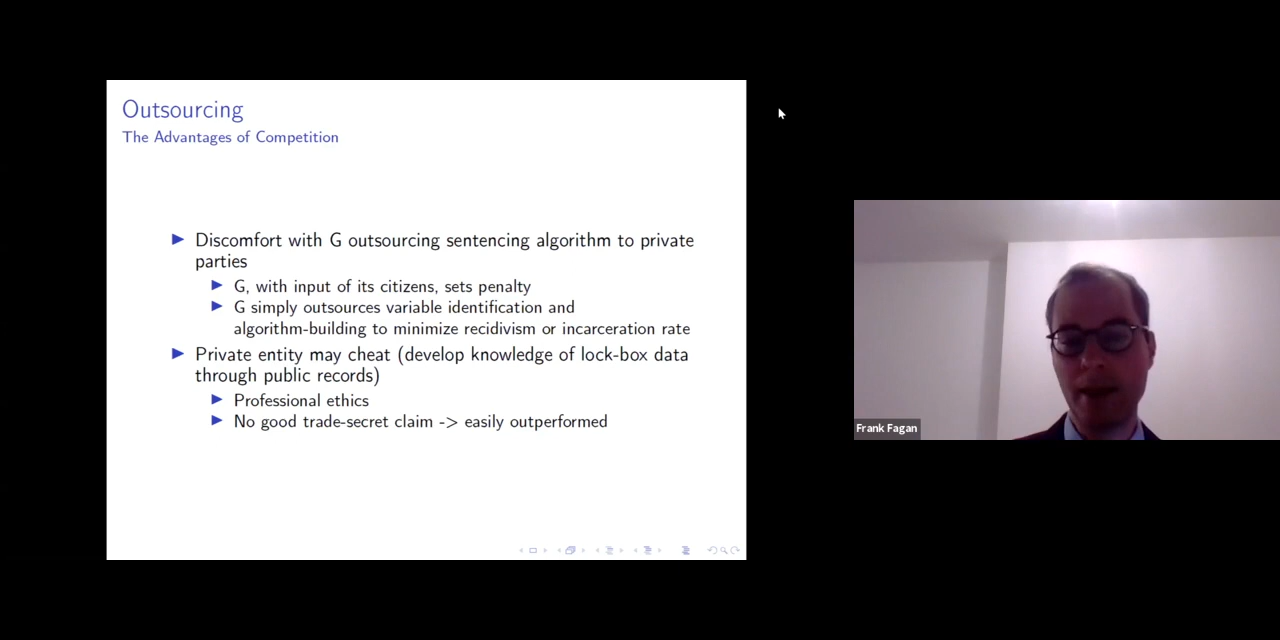 Outsourcing
The Advantages of Competition
Discomfort with G outsourcing sentencing algorithm to private
parties
G, with input of its citizens, sets penalty
G simply outsources variable identification and
algorithm-building to minimize recidivism or incarceration rate
Private entity may cheat (develop knowledge of lock-box data
through public records)
Professional ethics
No good trade-secret claim -> easily outperformed
Frank Fagan